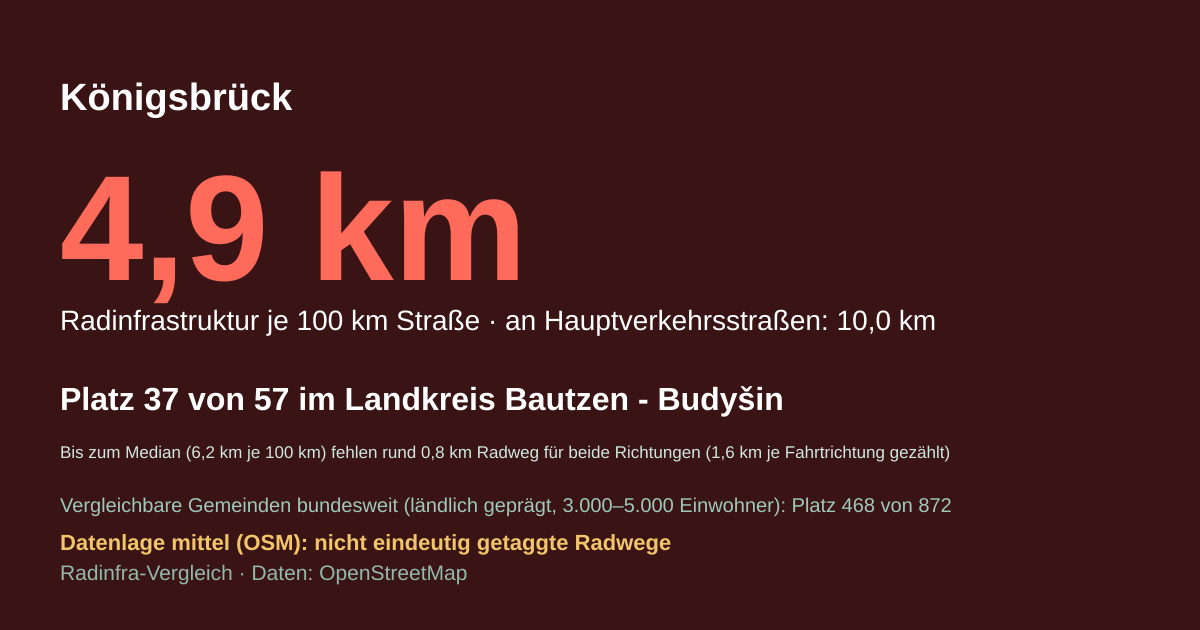 Königsbrück
4,9 km
Radinfrastruktur je 100 km Straße · an Hauptverkehrsstraßen: 10,0 km
Platz 37 von 57 im Landkreis Bautzen - Budyšin
Bis zum Median (6,2 km je 100 km) fehlen rund 0,8 km Radweg für beide Richtungen (1,6 km je Fahrtrichtung gezählt)
Vergleichbare Gemeinden bundesweit (ländlich geprägt, 3.000–5.000 Einwohner): Platz 468 von 872
Datenlage mittel (OSM): nicht eindeutig getaggte Radwege
Radinfra-Vergleich · Daten: OpenStreetMap